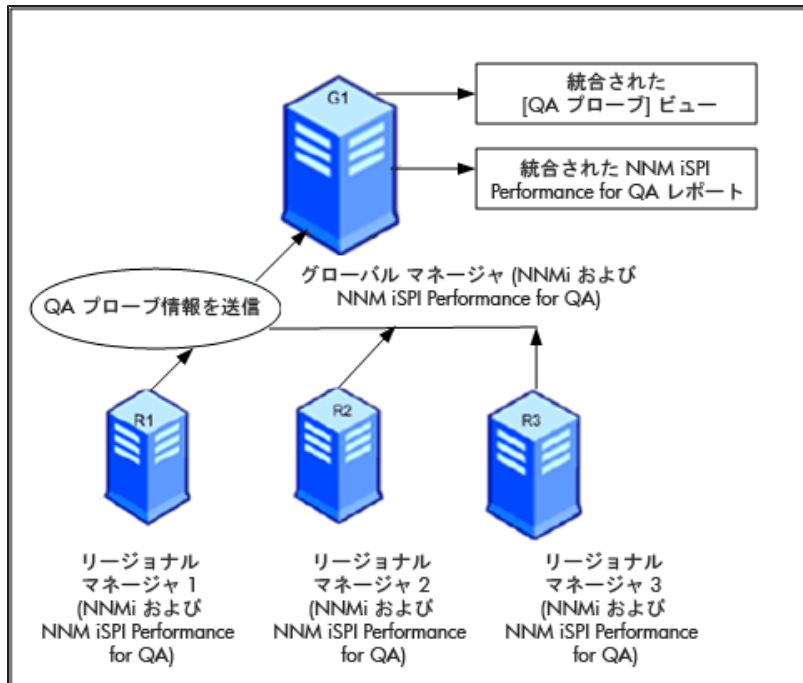 G1
統合された
[QA プローブ] ビュー
統合された NNM iSPI
Performance for QA レポート
グローバル マネージャ (NNMi および
NNM iSPI Performance for QA)
QA プローブ情報を送信
R1
R2
R3
リージョナル
マネージャ 1
(NNMi および
NNM iSPI Performance
for QA)
リージョナル
マネージャ 2
(NNMi および
NNM iSPI Performance
for QA)
リージョナル
マネージャ 3
(NNMi および
NNM iSPI Performance
for QA)